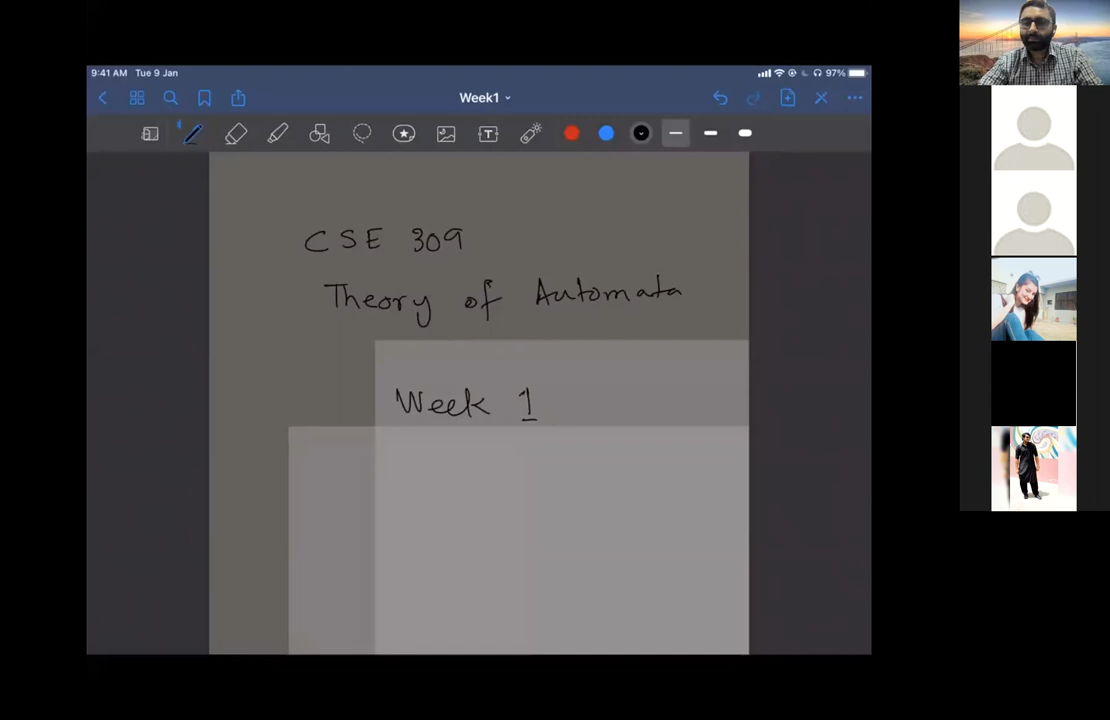 9:41 AM Tue 9 Jan
97%
Week1
T
CSE 309
Theory of Automata
Week 1